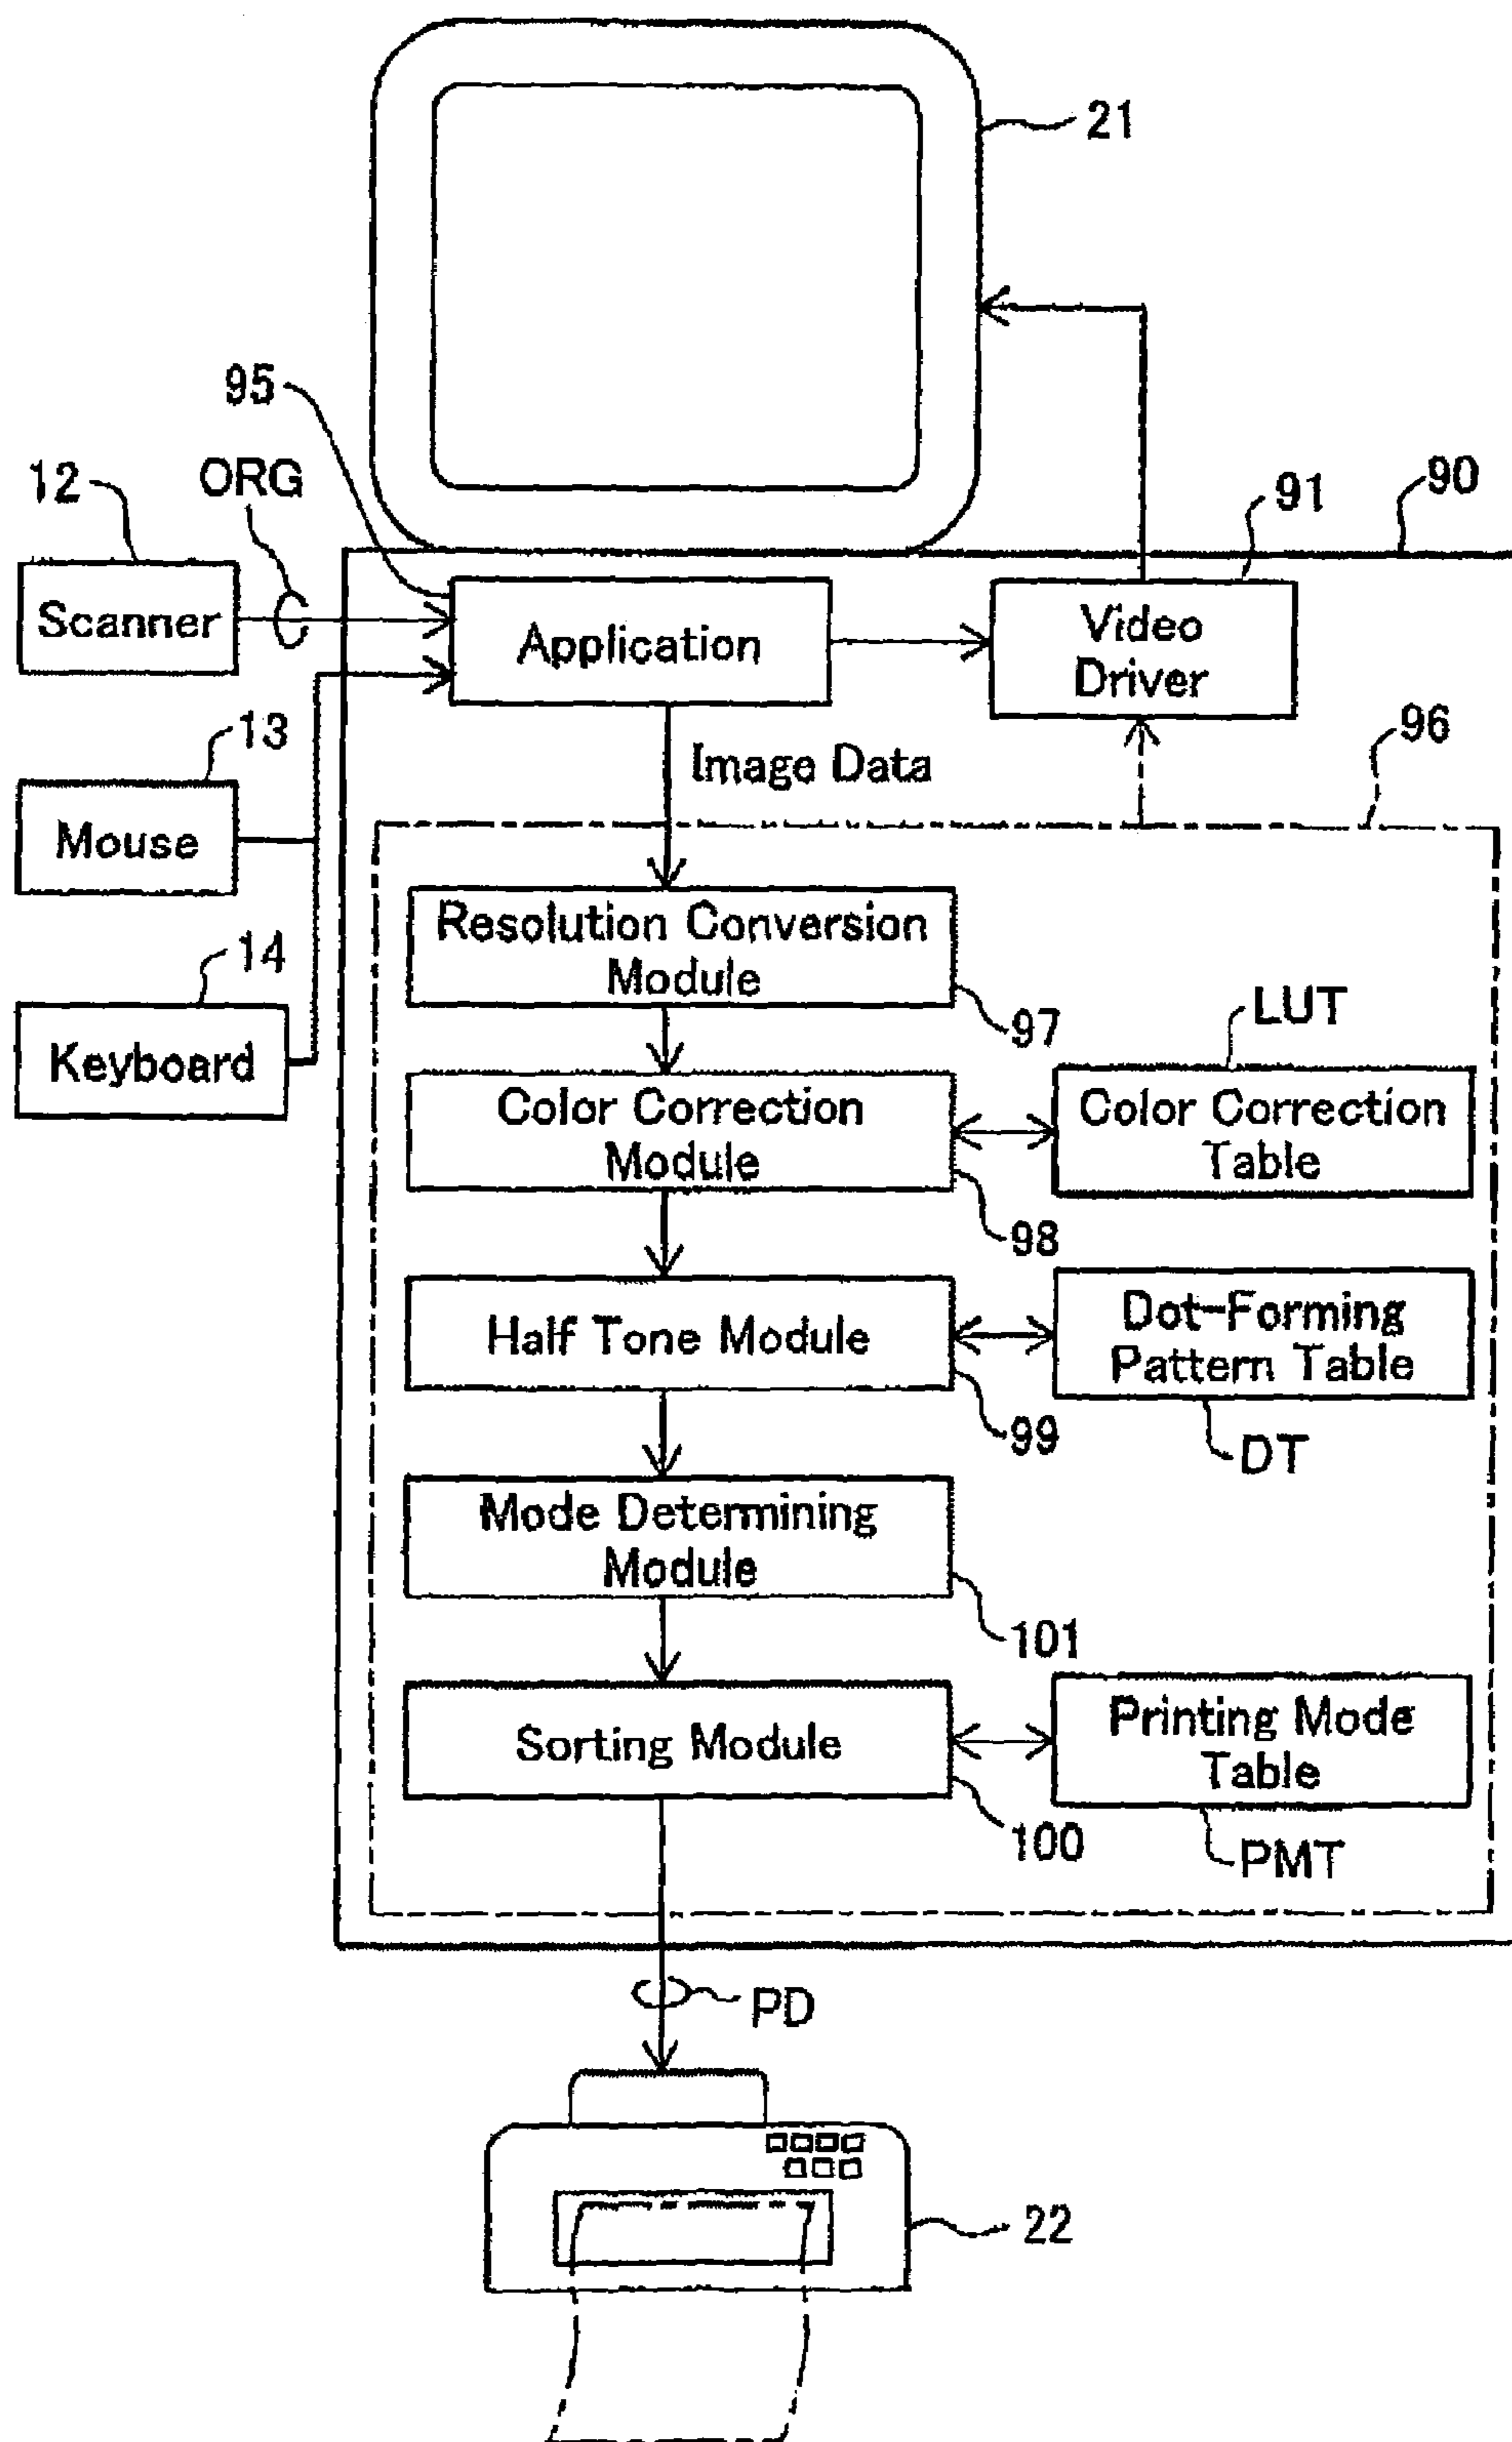 21
95
12
ORG
91
90
Scanner
Application
Video
Driver
13
Image Data
96
Mouse
14
Resolution Conversion
Module
97
LUT
Keyboard
Color Correction
Module
Color Correction
Table
98
Half Tone Module
Dot-Forming
Pattern Table
99
DT
Mode Determining
Module
101
Sorting Module
Printing Mode
Table
100
PMT
PD
22